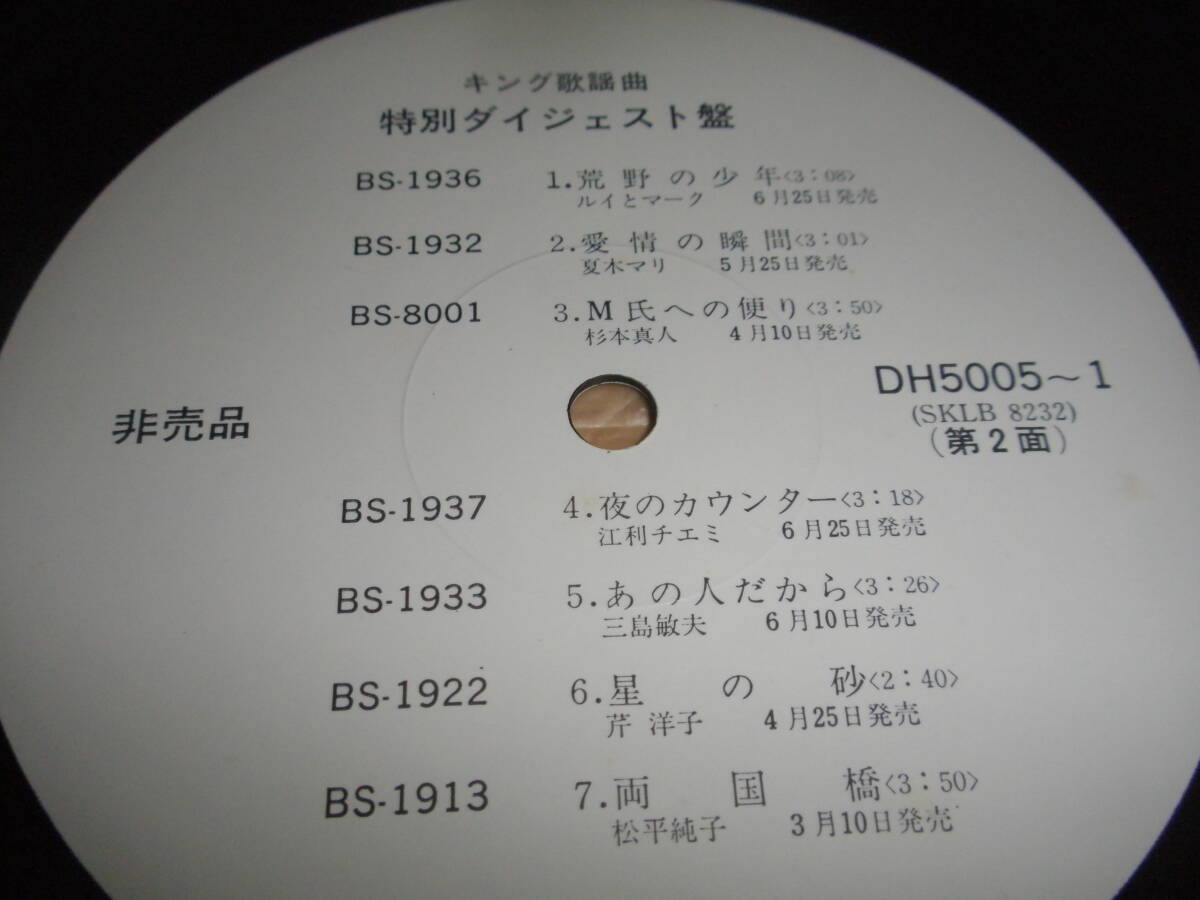 キング歌謡曲
特別ダイジェスト盤
BS-1936 1.荒野の少年<3:08>
ルイとマーク 6月25日発売
BS-1932 2.愛情の瞬間<3:01>
夏木マリ 5月25日発売
BS-8001 3.M氏への便り<3:50>
杉本真人 4月10日発売
非売品
DH5005~1
(SKLB 8232)
(第2面)
BS-1937 4.夜のカウンター<3:18>
江利チエミ 6月25日発売
BS-1933 5.あの人だから<3:26>
三島敏夫 6月10日発売
BS-1922 6.星の砂<2:40>
芹 洋子 4月25日発売
BS-1913 7.両国橋<3:50>
松平純子 3月10日発売